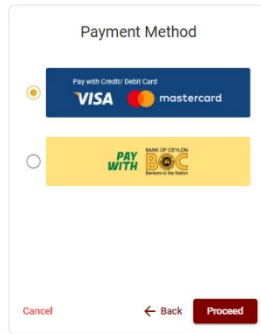 Payment Method
Pay with Credit/ Debit Card
VISA mastercard
PAY WITH
BANK OF CEYLON
BOC
Bankers to the Nation
Cancel
← Back
Proceed